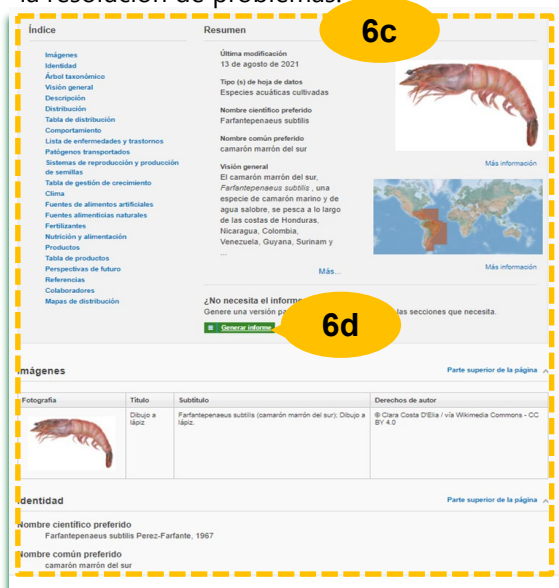 la resolución de problemas.
6c
Índice
Imágenes
Identidad
Árbol taxonómico
Visión general
Descripción
Distribución
Tabla de distribución
Comportamiento
Lista de enfermedades y trastornos
Patógenos transportados
Sistemas de reproducción y producción
de semillas
Tabla de gestión de crecimiento
Clima
Fuentes de alimentos artificiales
Fuentes alimenticias naturales
Fertilizantes
Nutrición y alimentación
Productos
Tabla de productos
Perspectivas de futuro
Referencias
Colaboradores
Mapas de distribución
Resumen
Última modificación
13 de agosto de 2021
Tipo (s) de hoja de datos
Especies acuáticas cultivadas
Nombre científico preferido
Farfantepenaeus subtilis
Nombre común preferido
camarón marrón del sur
Visión general
El camarón marrón del sur,
Farfantepenaeus subtilis , una
especie de camarón marino y de
agua salobre, se pesca a lo largo
de las costas de Honduras,
Nicaragua, Colombia,
Venezuela, Guyana, Surinam y
...
Más...
Más información
Más información
¿No necesita el informe
Genere una versión las secciones que necesita.
Generar informe
6d
Imágenes
Parte superior de la página
Fotografía Título Subtítulo Derechos de autor
Dibujo a lápiz Farfantepenaeus subtilis (camarón marrón del sur); Dibujo a lápiz. © Clara Costa D'Elia / vía Wikimedia Commons - CC BY 4.0
Identidad
Parte superior de la página
Nombre científico preferido
Farfantepenaeus subtilis Perez-Farfante, 1967
Nombre común preferido
camarón marrón del sur